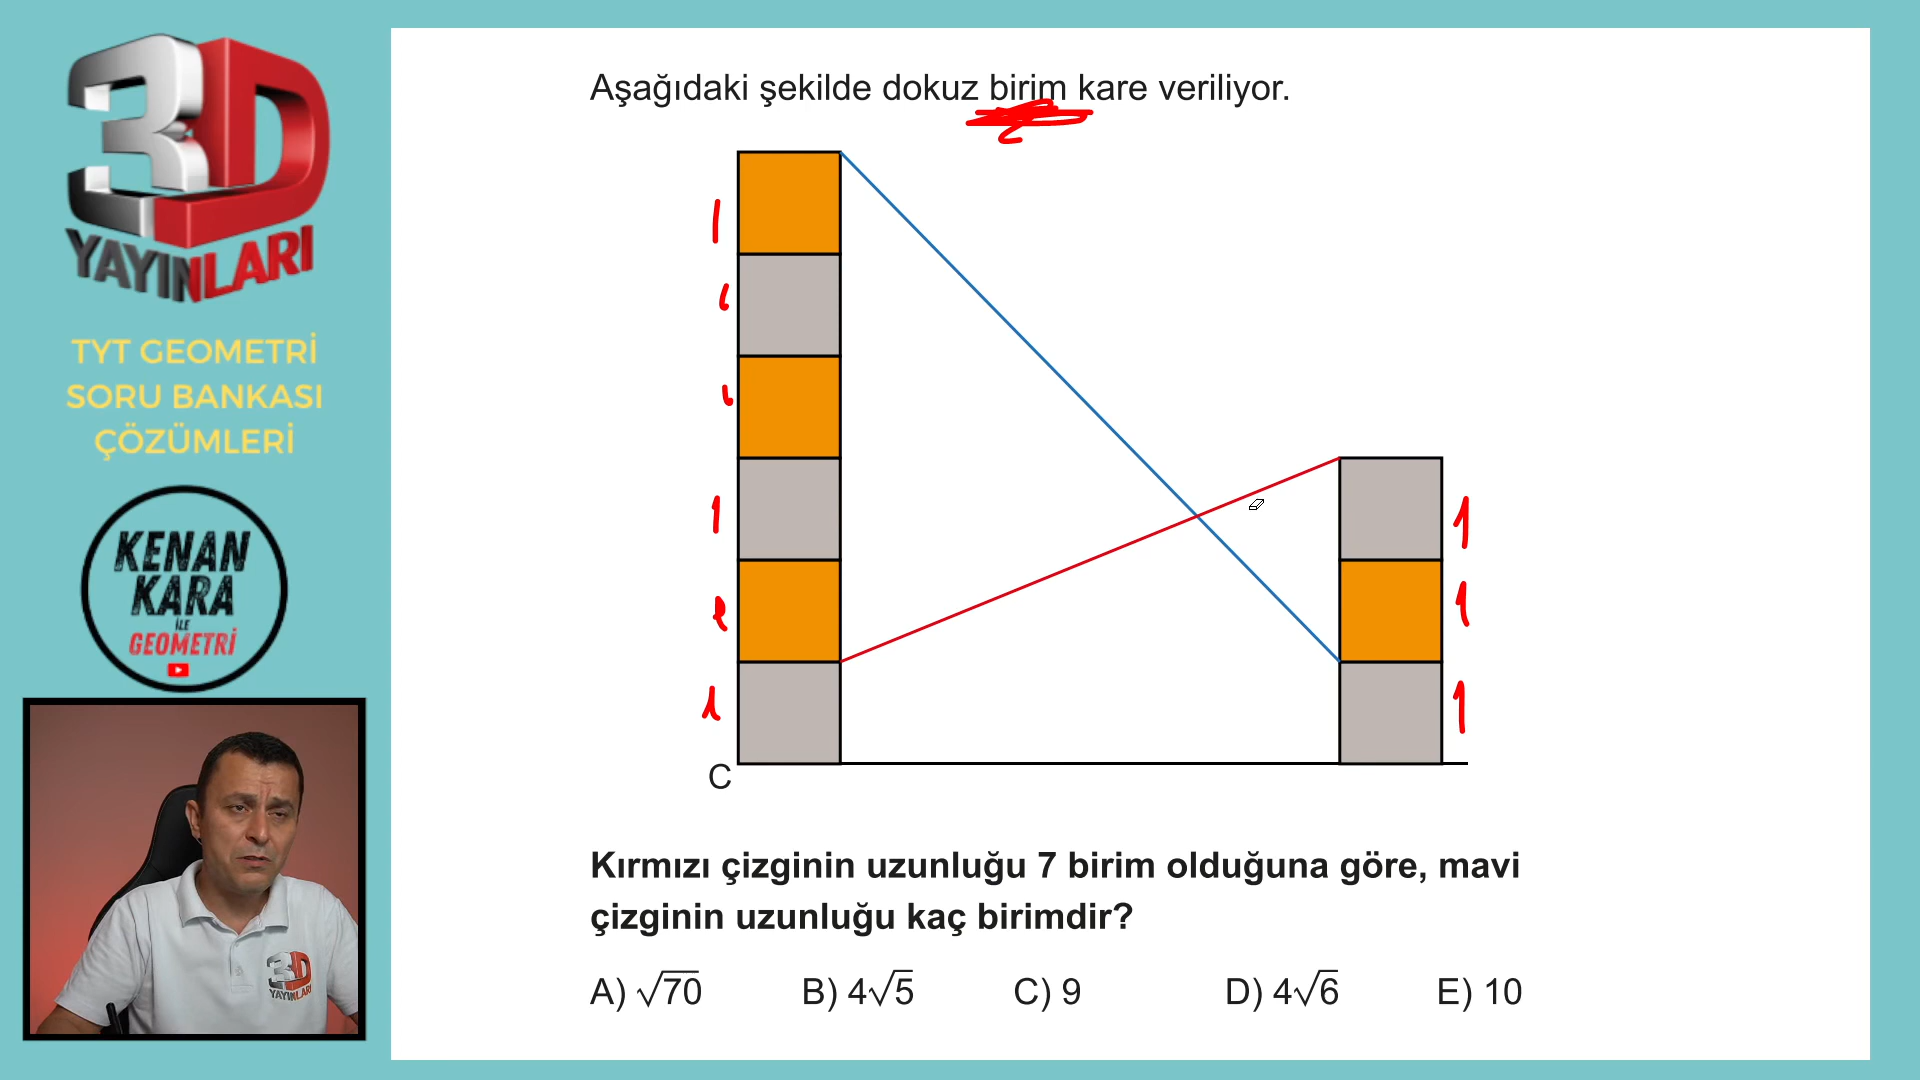 3D
YAYINLARI
TYT GEOMETRİ
SORU BANKASI
ÇÖZÜMLERİ
KENAN
KARA
İLE
GEOMETRİ
3D
YAYINLARI
Aşağıdaki şekilde dokuz birim kare veriliyor.
1
1
1
1
1
1
1
1
1
C
Kırmızı çizginin uzunluğu 7 birim olduğuna göre, mavi
çizginin uzunluğu kaç birimdir?
A) √70 B) 4√5 C) 9 D) 4√6 E) 10